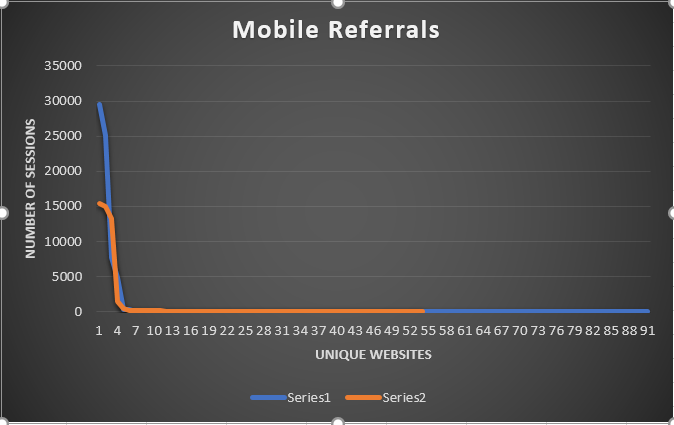 Mobile Referrals
35000
30000
25000
20000
15000
10000
5000
0
NUMBER OF SESSIONS
1 4 7 10 13 16 19 22 25 28 31 34 37 40 43 46 49 52 55 58 61 64 67 70 73 76 79 82 85 88 91
UNIQUE WEBSITES
Series1 Series2